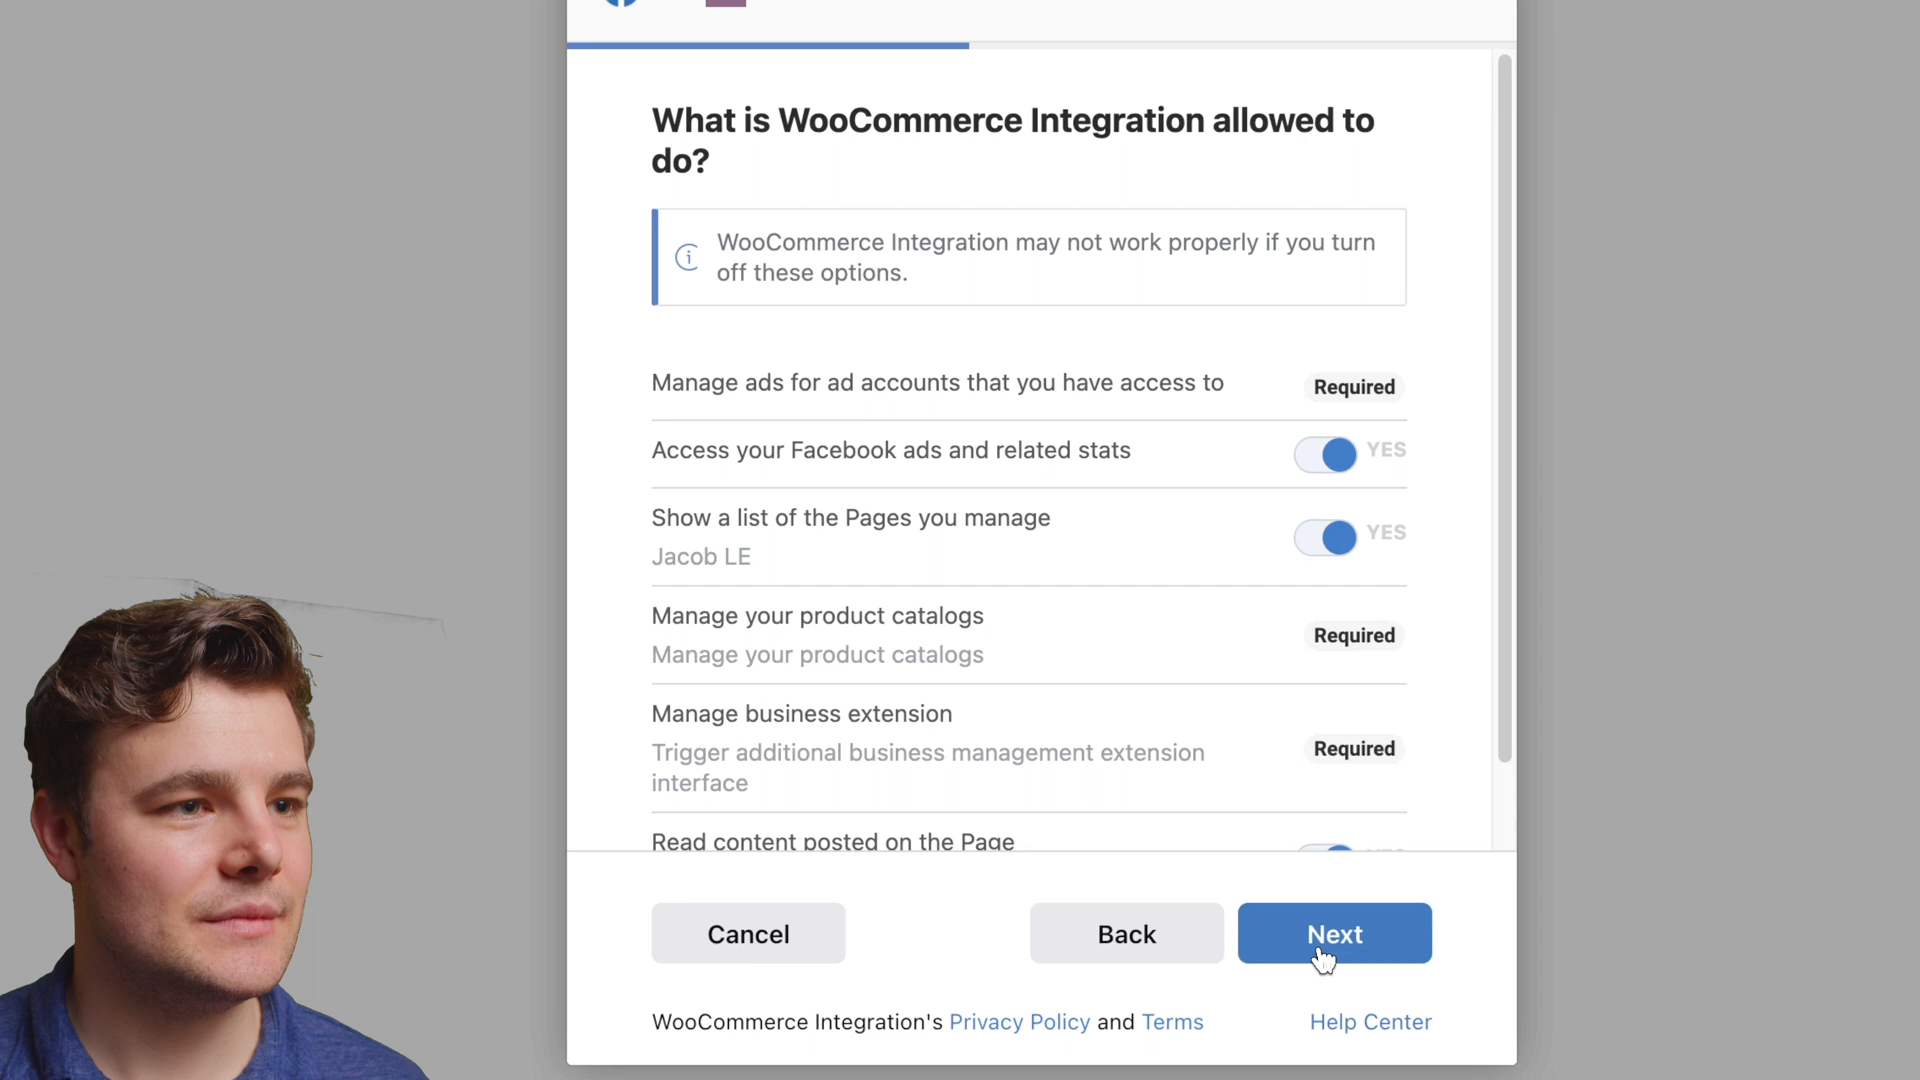 What is WooCommerce Integration allowed to
do?
WooCommerce Integration may not work properly if you turn
off these options.
Manage ads for ad accounts that you have access to
Required
Access your Facebook ads and related stats
YES
Show a list of the Pages you manage
YES
Jacob LE
Manage your product catalogs
Required
Manage your product catalogs
Manage business extension
Required
Trigger additional business management extension
interface
Read content posted on the Page
YES
Cancel
Back
Next
WooCommerce Integration's Privacy Policy and Terms
Help Center